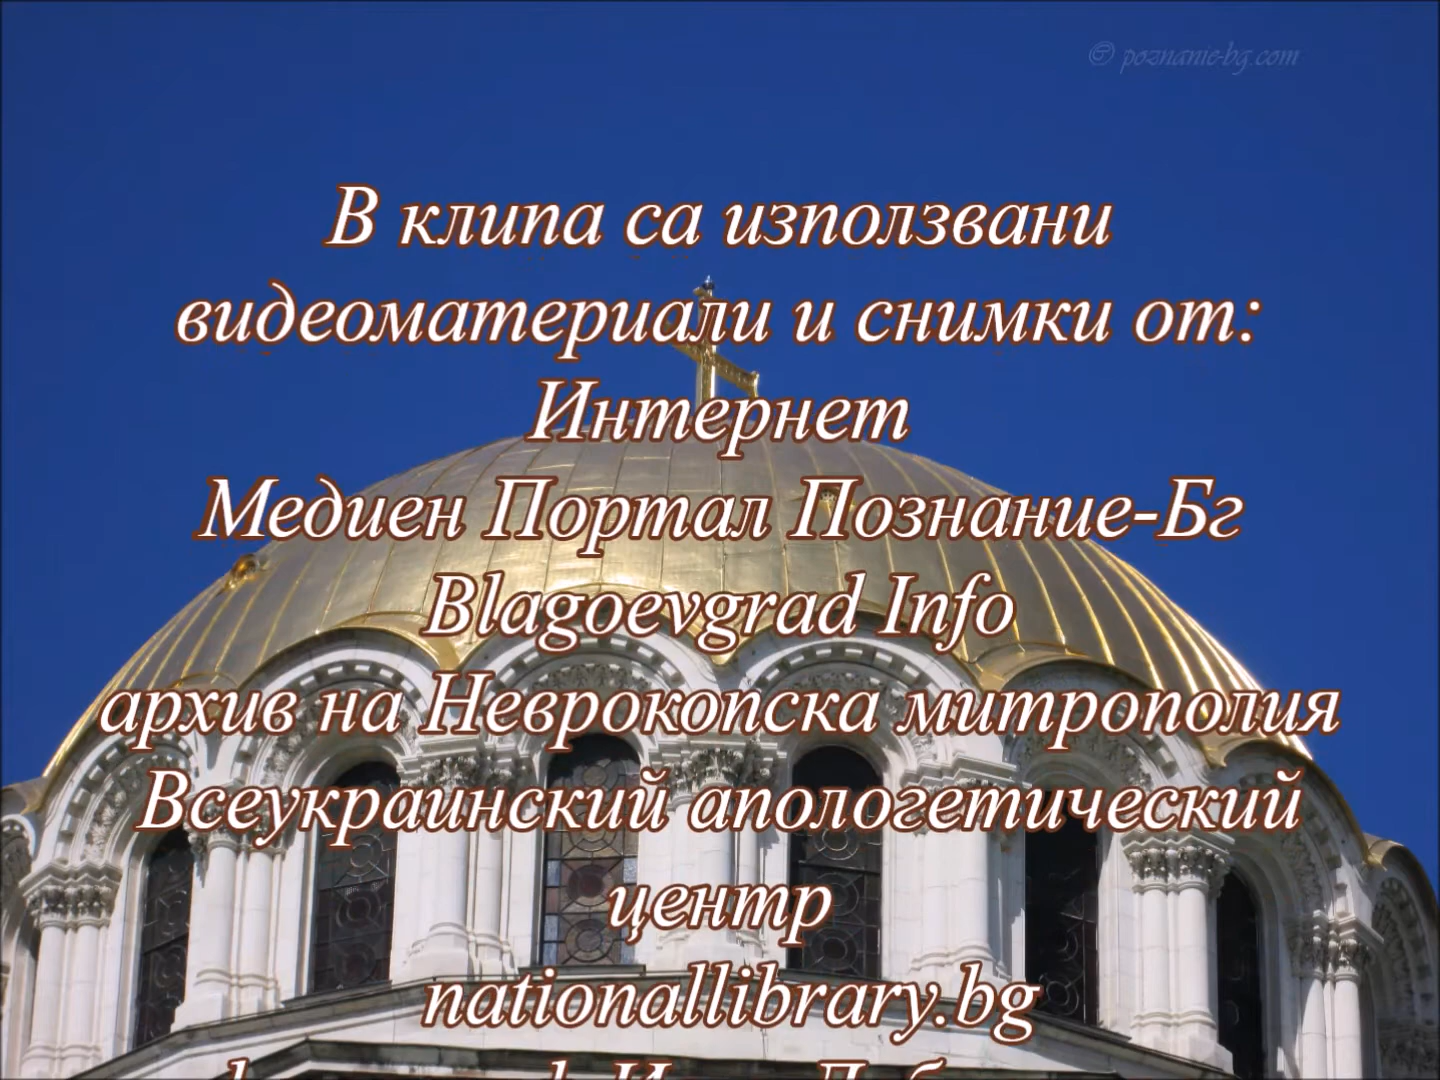 © poznanie-bg.com
В клипа са използвани
видеоматериали и снимки от:
Интернет
Медиен Портал Познание-Бг
Blagoevgrad Info
архив на Неврокопска митрополия
Всеукраинский апологетический
центр
nationallibrary.bg